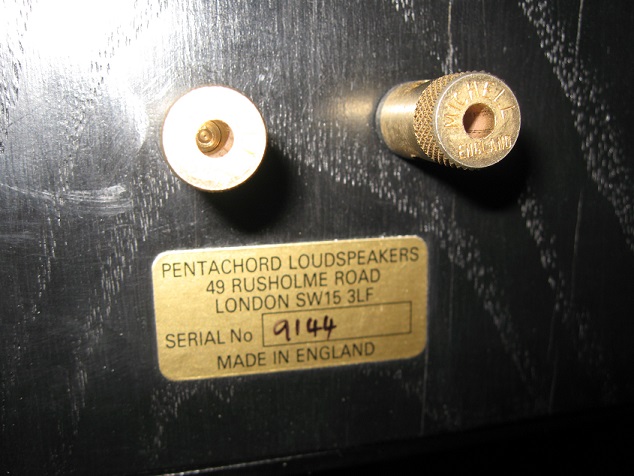 MICHELL
ENGLAND
PENTACHORD LOUDSPEAKERS
49 RUSHOLME ROAD
LONDON SW15 3LF
SERIAL No 9144
MADE IN ENGLAND